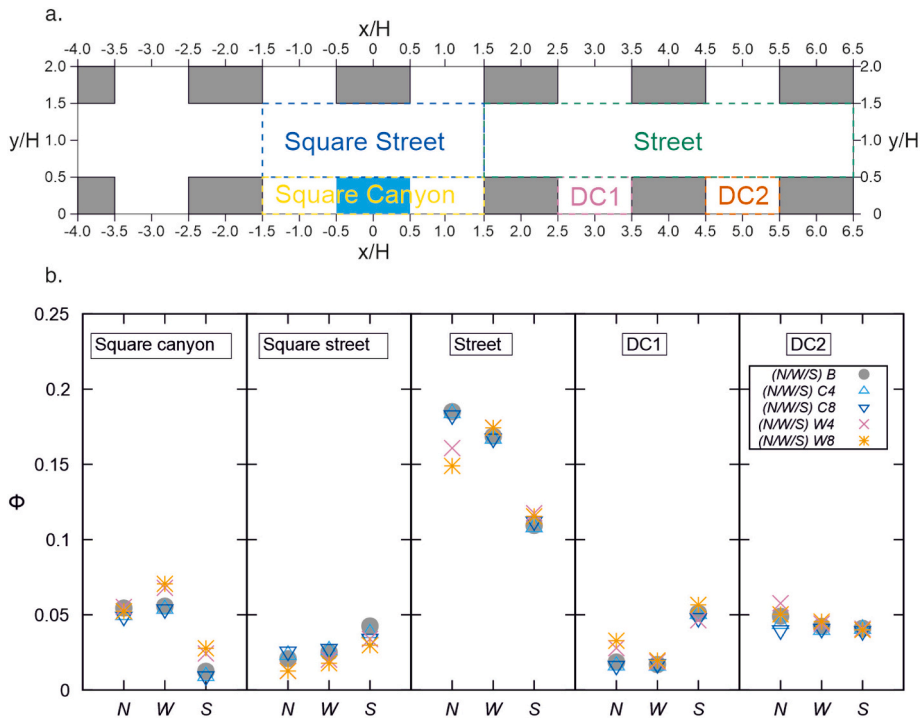 a.
x/H
-4.0 -3.5 -3.0 -2.5 -2.0 -1.5 -1.0 -0.5 0 0.5 1.0 1.5 2.0 2.5 3.0 3.5 4.0 4.5 5.0 5.5 6.0 6.5
2.0 2.0
1.5 1.5
Square Street Street
y/H 1.0 1.0 y/H
0.5 0.5
Square Canyon DC1 DC2
0 0
-4.0 -3.5 -3.0 -2.5 -2.0 -1.5 -1.0 -0.5 0 0.5 1.0 1.5 2.0 2.5 3.0 3.5 4.0 4.5 5.0 5.5 6.0 6.5
x/H
b.
0.25
Square canyon Square street Street DC1 DC2
(N/W/S) B
(N/W/S) C4
(N/W/S) C8
(N/W/S) W4
(N/W/S) W8
0.2
0.15
Φ
0.1
0.05
0
N W S N W S N W S N W S N W S